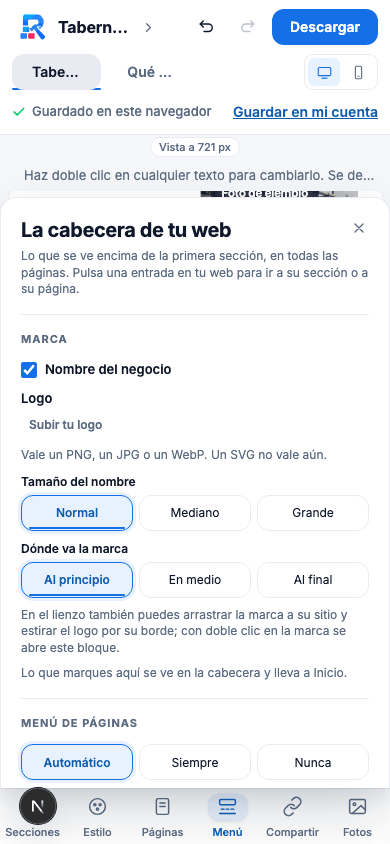 Tabern...
Descargar
Tabe...
Qué ...
Guardado en este navegador
Guardar en mi cuenta
Vista a 721 px
Haz doble clic en cualquier texto para cambiarlo. Se de...
Foto de ejemplo
La cabecera de tu web
Lo que se ve encima de la primera sección, en todas las
páginas. Pulsa una entrada en tu web para ir a su sección o a
su página.
MARCA
Nombre del negocio
Logo
Subir tu logo
Vale un PNG, un JPG o un WebP. Un SVG no vale aún.
Tamaño del nombre
Normal
Mediano
Grande
Dónde va la marca
Al principio
En medio
Al final
En el lienzo también puedes arrastrar la marca a su sitio y
estirar el logo por su borde; con doble clic en la marca se
abre este bloque.
Lo que marques aquí se ve en la cabecera y lleva a Inicio.
MENÚ DE PÁGINAS
Automático
Siempre
Nunca
N
Secciones
Estilo
Páginas
Menú
Compartir
Fotos